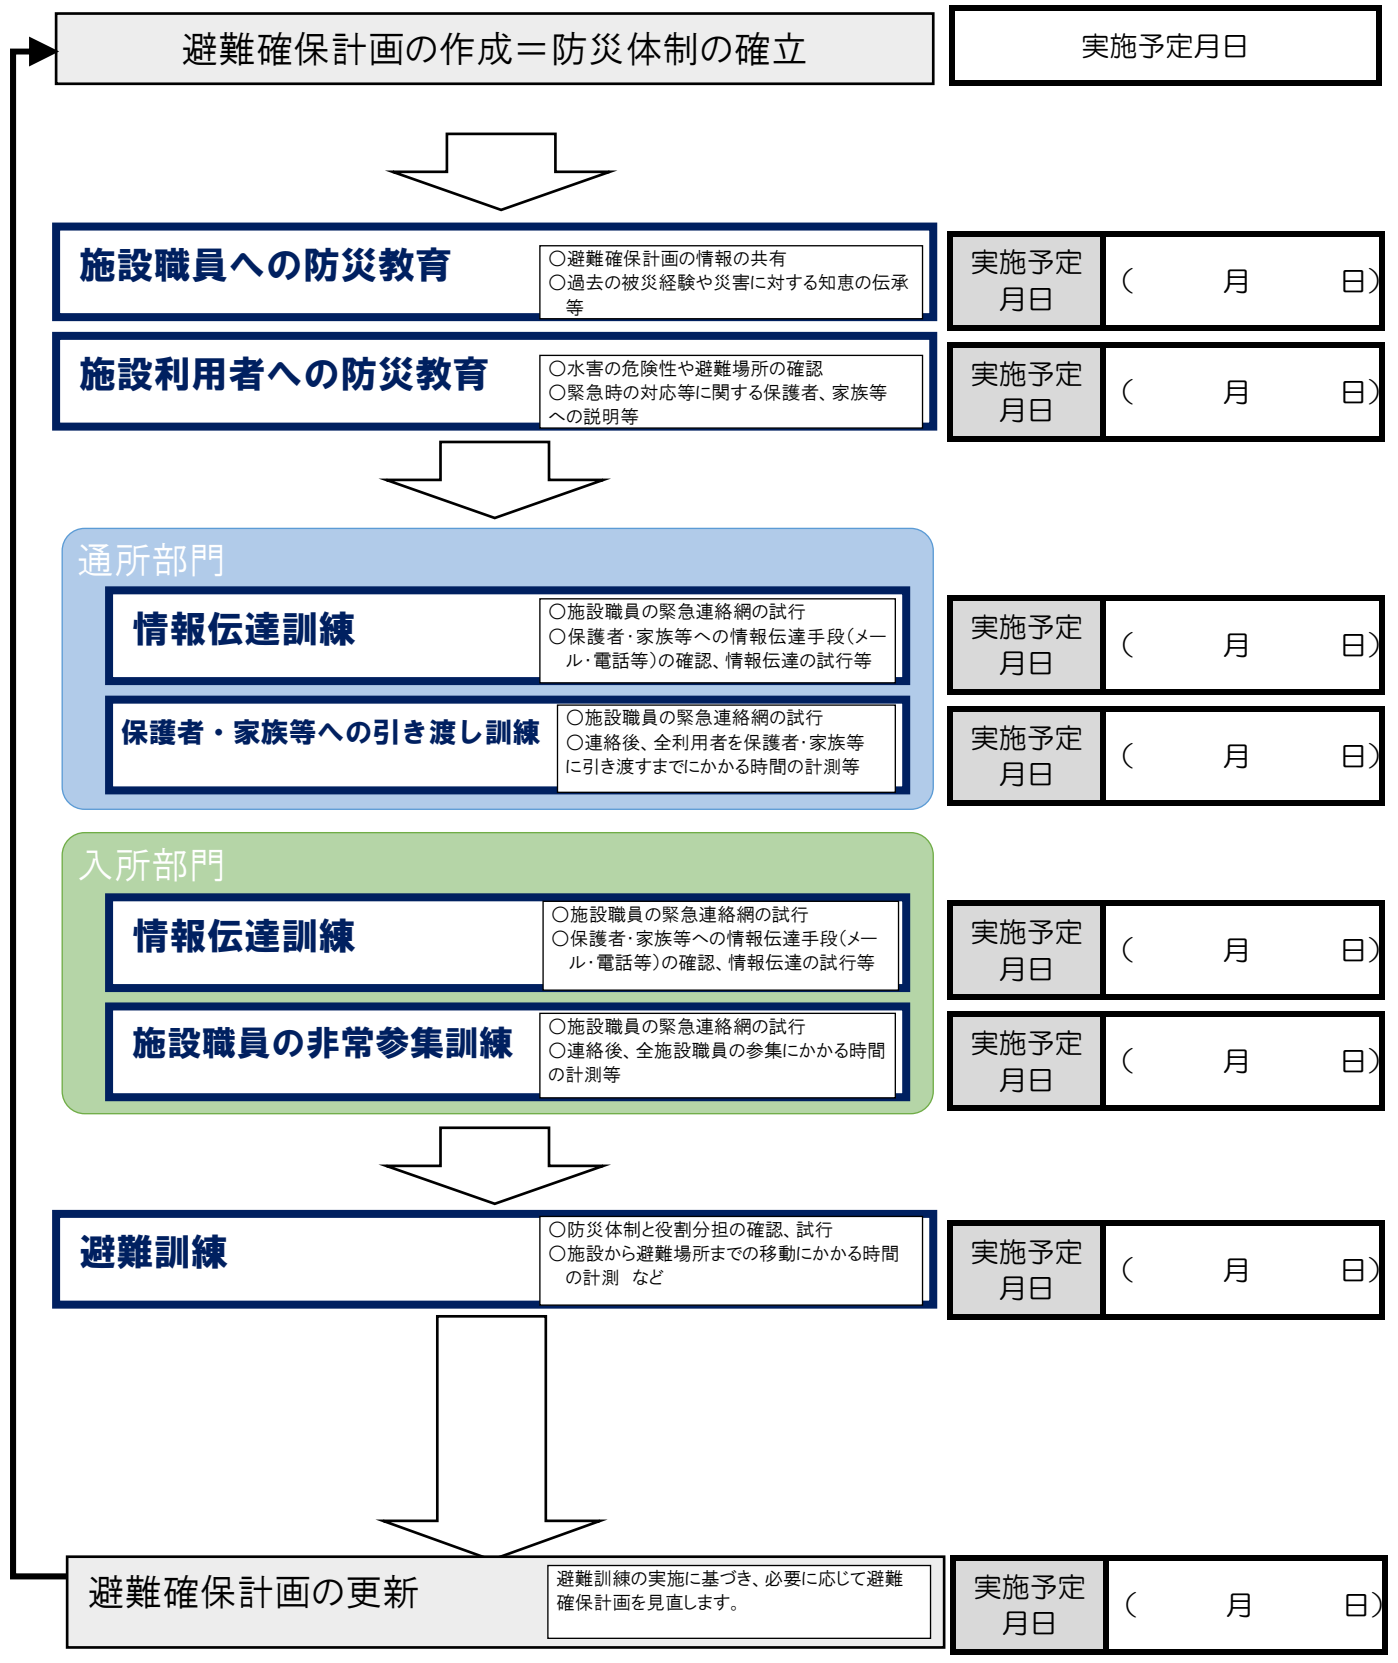 避難確保計画の作成＝防災体制の確立
実施予定月日
施設職員への防災教育
○避難確保計画の情報の共有
○過去の被災経験や災害に対する知恵の伝承
等
実施予定
月日
（　　　月　　　日）
施設利用者への防災教育
○水害の危険性や避難場所の確認
○緊急時の対応等に関する保護者、家族等
への説明等
実施予定
月日
（　　　月　　　日）
通所部門
情報伝達訓練
○施設職員の緊急連絡網の試行
○保護者･家族等への情報伝達手段（メー
ル･電話等）の確認、情報伝達の試行等
実施予定
月日
（　　　月　　　日）
保護者・家族等への引き渡し訓練
○施設職員の緊急連絡網の試行
○連絡後、全利用者を保護者･家族等
に引き渡すまでにかかる時間の計測等
実施予定
月日
（　　　月　　　日）
入所部門
情報伝達訓練
○施設職員の緊急連絡網の試行
○保護者･家族等への情報伝達手段（メー
ル･電話等）の確認、情報伝達の試行等
実施予定
月日
（　　　月　　　日）
施設職員の非常参集訓練
○施設職員の緊急連絡網の試行
○連絡後、全施設職員の参集にかかる時間
の計測等
実施予定
月日
（　　　月　　　日）
避難訓練
○防災体制と役割分担の確認、試行
○施設から避難場所までの移動にかかる時間
の計測　など
実施予定
月日
（　　　月　　　日）
避難確保計画の更新
避難訓練の実施に基づき、必要に応じて避難
確保計画を見直します。
実施予定
月日
（　　　月　　　日）